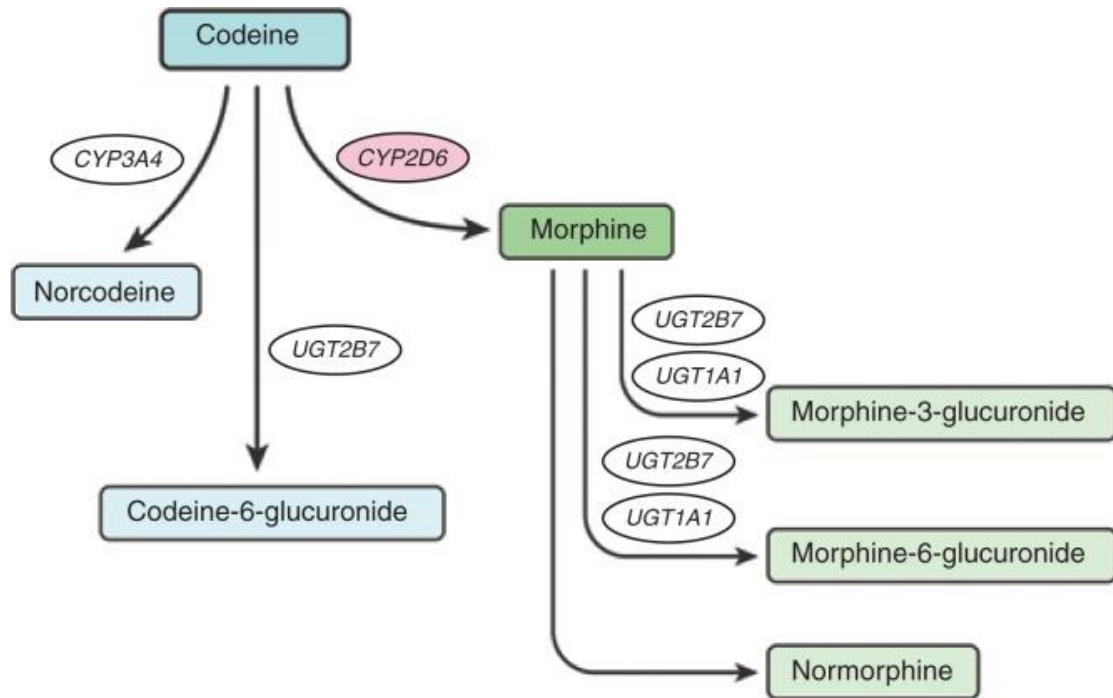 Codeine
CYP3A4
CYP2D6
Morphine
Norcodeine
UGT2B7
UGT2B7
UGT1A1
Morphine-3-glucuronide
UGT2B7
UGT1A1
Codeine-6-glucuronide
Morphine-6-glucuronide
Normorphine